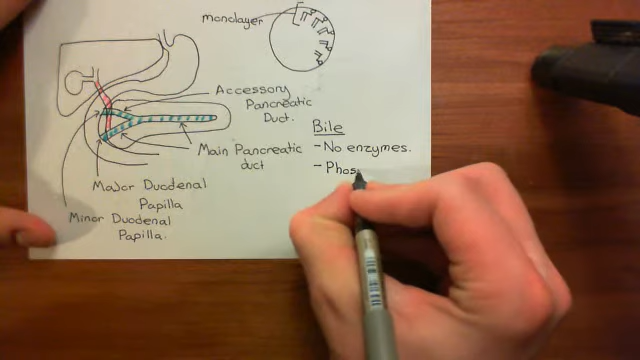 monolayer
Accessory
Pancreatic
Duct.
Bile
- No enzymes.
- Phos
Main Pancreatic
duct
Major Duodenal
Papilla
Minor Duodenal
Papilla.